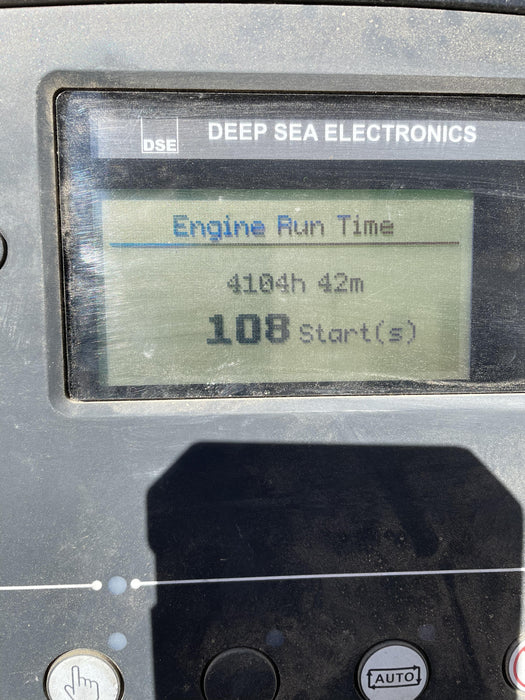 DSE DEEP SEA ELECTRONICS
Engine Run Time
4104h 42m
108 Start(s)
AUTO